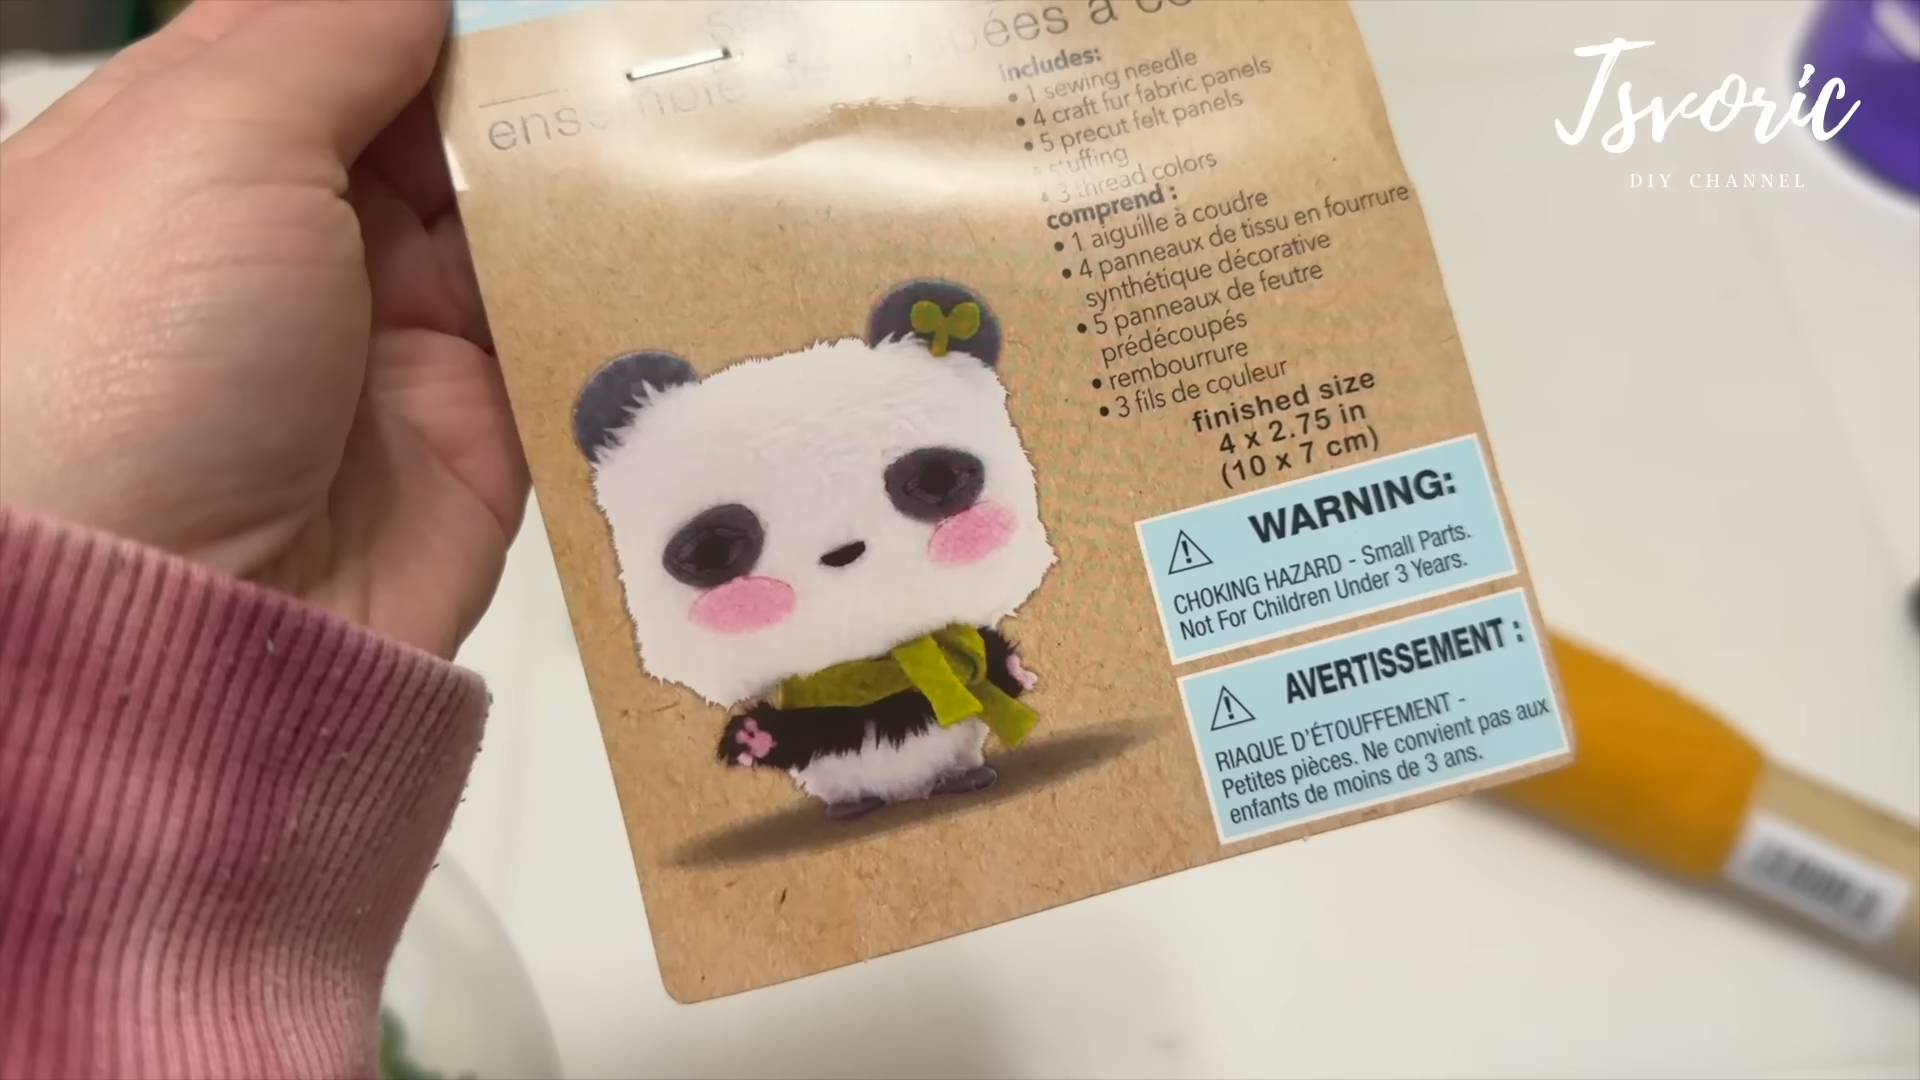 ées à
includes:
• 1 sewing needle
• 4 craft fur fabric panels
• 5 precut felt panels
• stuffing
• 3 thread colors
comprend :
• 1 aiguille à coudre
• 4 panneaux de tissu en fourrure
synthétique décorative
• 5 panneaux de feutre
prédécoupés
• rembourrure
• 3 fils de couleur
finished size
4 x 2.75 in
(10 x 7 cm)
WARNING:
CHOKING HAZARD - Small Parts.
Not For Children Under 3 Years.
AVERTISSEMENT :
RIAQUE D'ÉTOUFFEMENT -
Petites pièces. Ne convient pas aux
enfants de moins de 3 ans.
Tsvoric
DIY CHANNEL